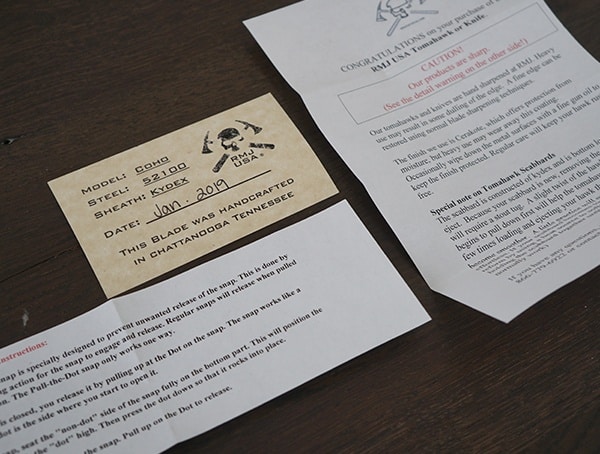 CONGRATULATIONS on your purchase of
RMJ USA Tomahawk or Knife.
CAUTION!
Our products are sharp.
(See the detail warning on the other side!)
Our tomahawks and knives are hand sharpened at RMJ. Heavy
use may result in some dulling of the edge. A fine edge can be
restored using normal blade sharpening techniques.
The finish we use is Cerakote, which offers protection from
moisture, but heavy use may wear away this coating.
Occasionally wipe down the metal surfaces with a fine gun oil to
keep the finish protected. Regular care will keep your hawk rust
free.
Special note on Tomahawk Scabbards
The scabbard is constructed of kydex and is bottom
eject. Because your scabbard is new, removing the
will require a stout tug. A slight twist if the
begins to pull down first will help the
few times loading and ejecting your hawk
become smoother.
MODEL: COHO
STEEL: 52100
SHEATH: KYDEX
DATE: Jan. 2019
RMJ
USA
THIS BLADE WAS HANDCRAFTED
IN CHATTANOOGA TENNESSEE
Instructions:
snap is specially designed to prevent unwanted release of the snap. This is done by
action for the snap to engage and release. Regular snaps will release when pulled
The Pull-the-Dot snap only works one way.
is closed, you release it by pulling up at the Dot on the snap. The snap works like a
dot is the side where you start to open it.
snap, seat the "non-dot" side of the snap fully on the bottom part. This will position the
the "dot" high. Then press the dot down so that it rocks into place.
the snap. Pull up on the Dot to release.